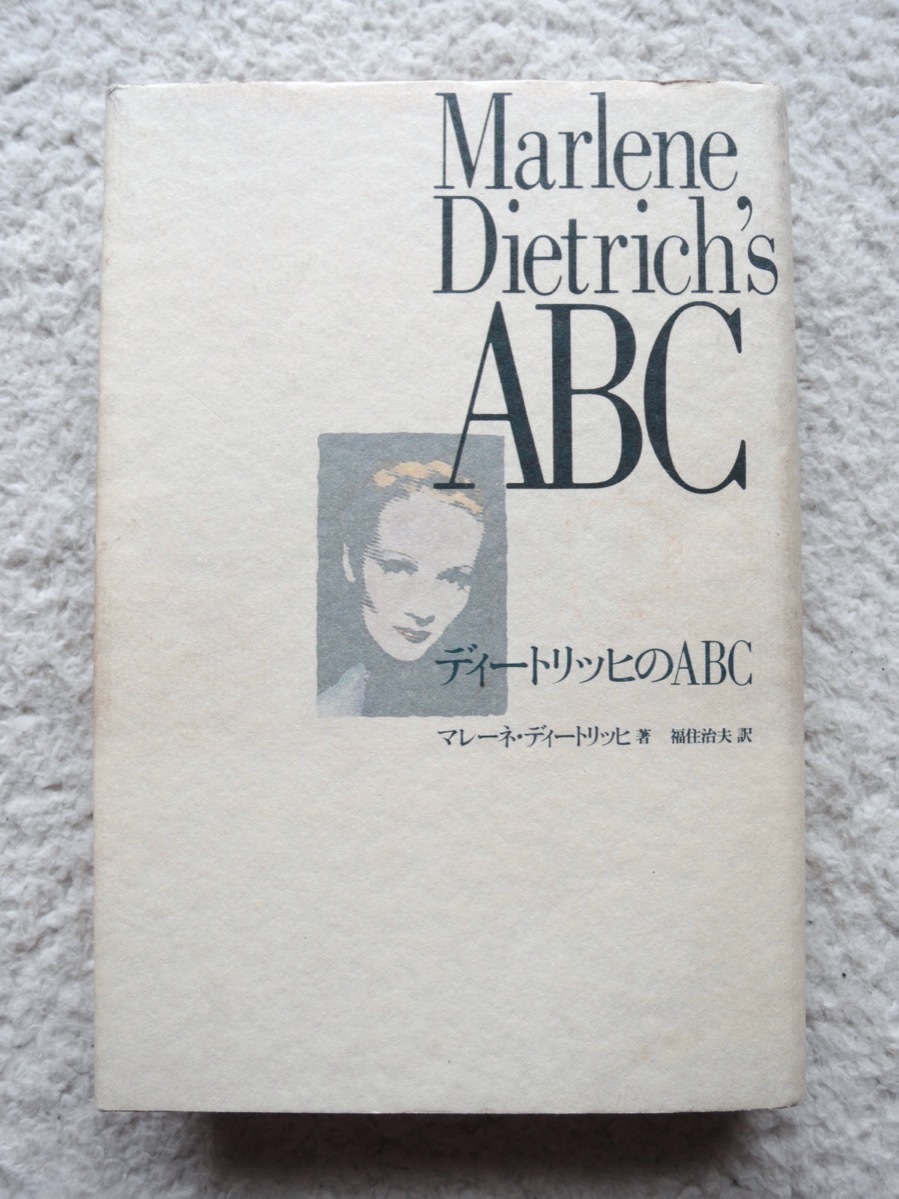 Marlene
Dietrich's
ABC
ディートリッヒのABC
マレーネ・ディートリッヒ 著 福住治夫 訳